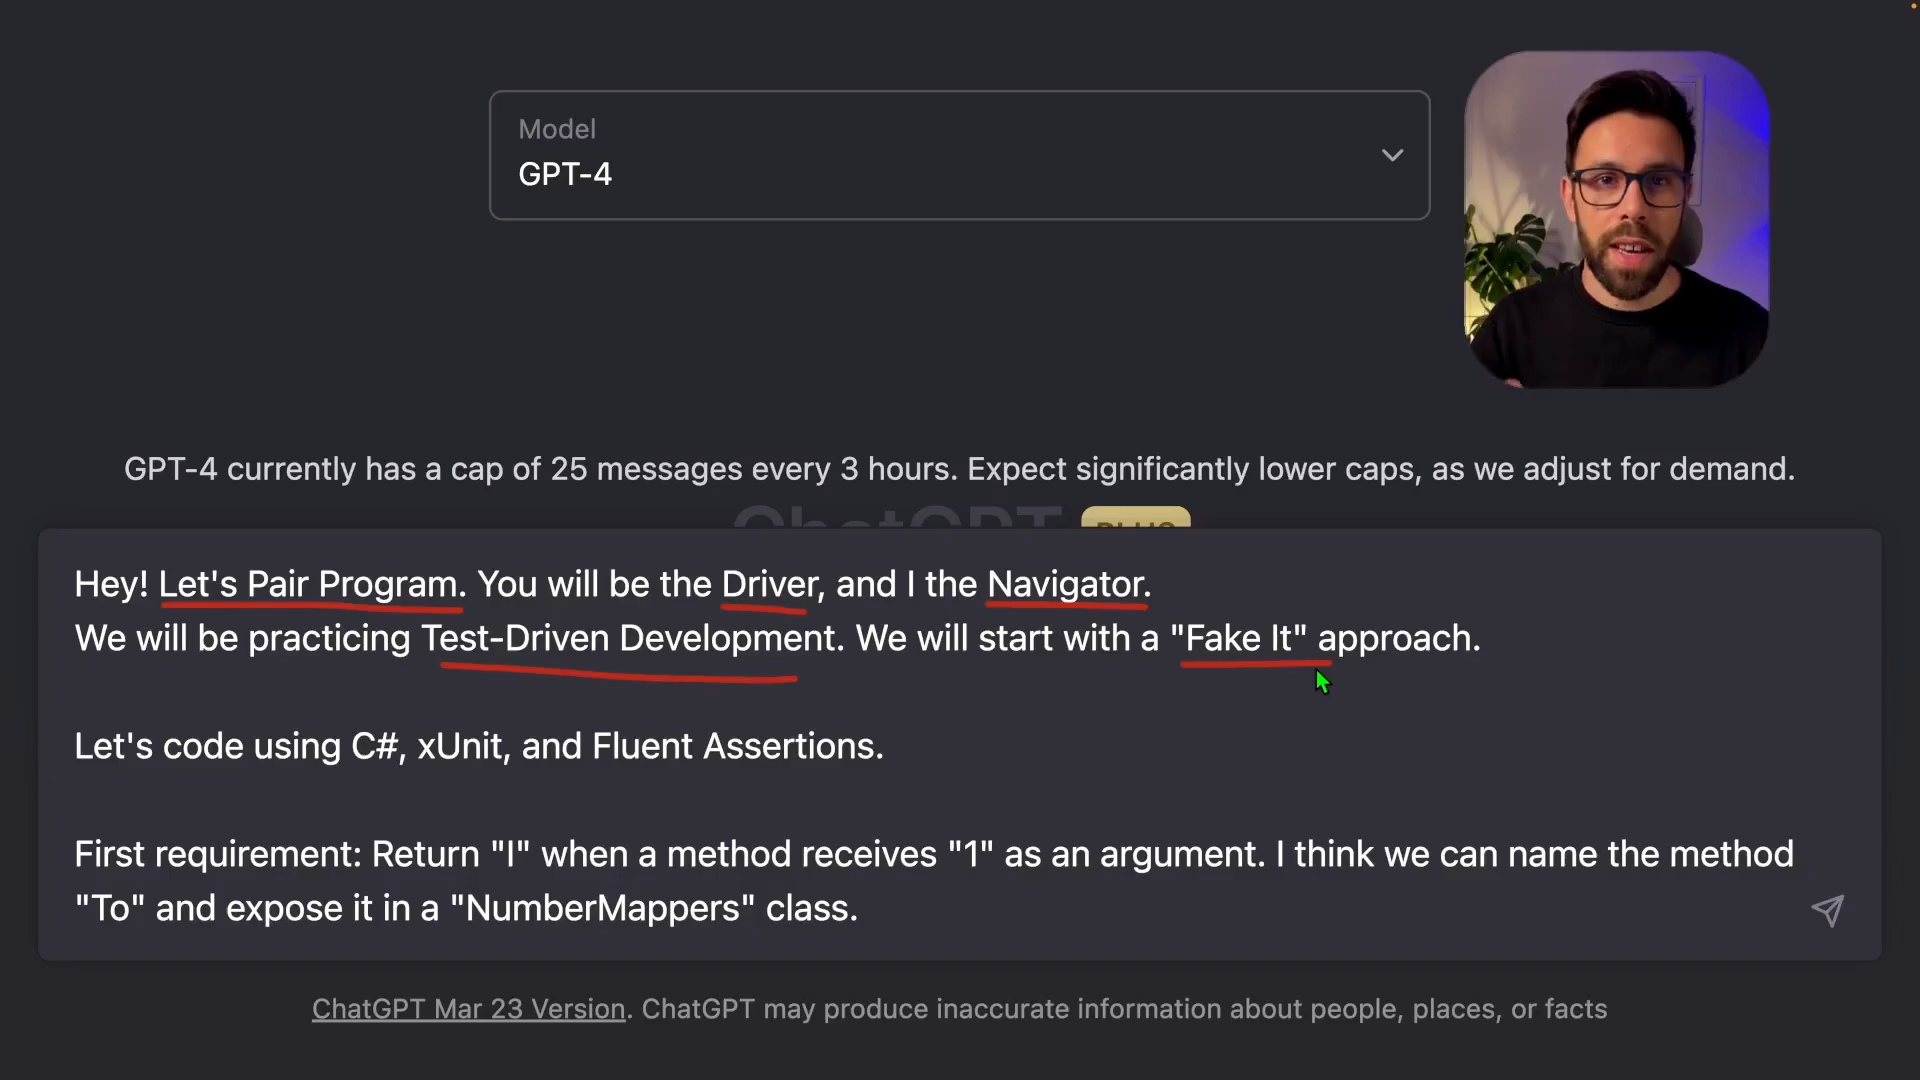 Model
GPT-4
GPT-4 currently has a cap of 25 messages every 3 hours. Expect significantly lower caps, as we adjust for demand.
ChatGPT PLUS
Hey! Let's Pair Program. You will be the Driver, and I the Navigator.
We will be practicing Test-Driven Development. We will start with a "Fake It" approach.
Let's code using C#, xUnit, and Fluent Assertions.
First requirement: Return "I" when a method receives "1" as an argument. I think we can name the method
"To" and expose it in a "NumberMappers" class.
ChatGPT Mar 23 Version. ChatGPT may produce inaccurate information about people, places, or facts